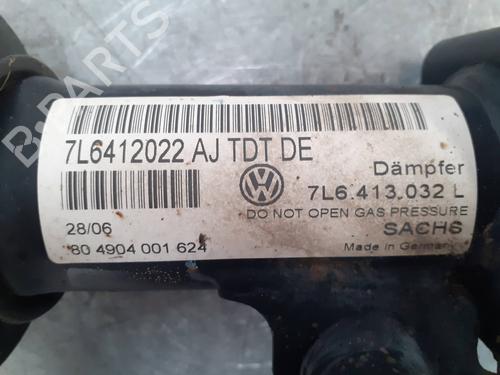 B-PARTS
7L6412022 AJ TDT DE
Dämpfer
7L6.413.032 L
DO NOT OPEN GAS PRESSURE
28/06
SACHS
80 4904 001 624
Made in Germany